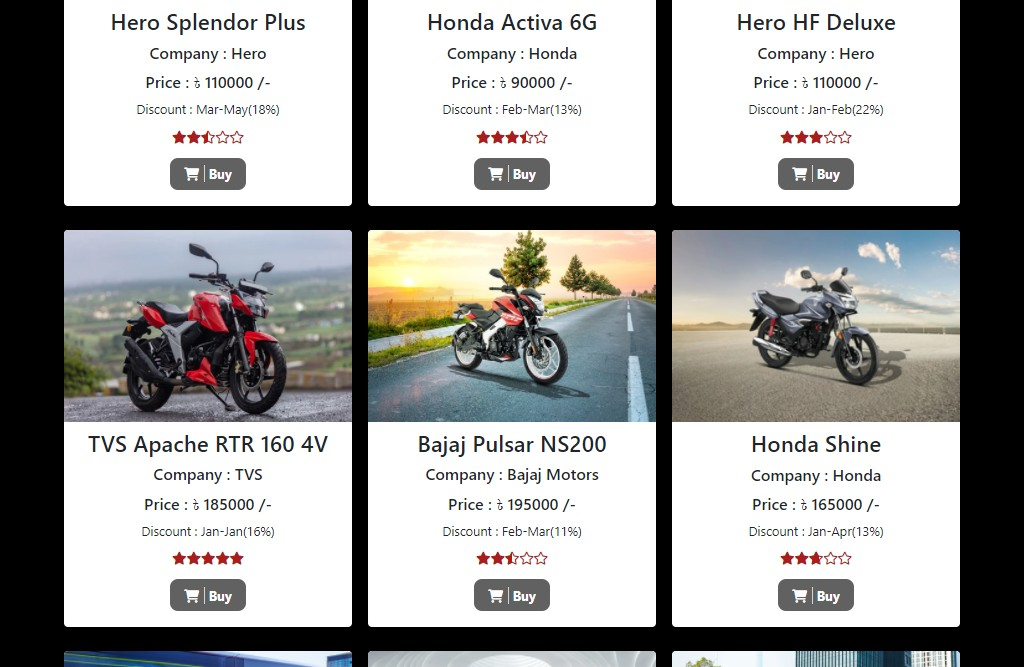 Hero Splendor Plus
Company : Hero
Price : ৳ 110000 /-
Discount : Mar-May(18%)
Buy
Honda Activa 6G
Company : Honda
Price : ৳ 90000 /-
Discount : Feb-Mar(13%)
Buy
Hero HF Deluxe
Company : Hero
Price : ৳ 110000 /-
Discount : Jan-Feb(22%)
Buy
TVS Apache RTR 160 4V
Company : TVS
Price : ৳ 185000 /-
Discount : Jan-Jan(16%)
Buy
Bajaj Pulsar NS200
Company : Bajaj Motors
Price : ৳ 195000 /-
Discount : Feb-Mar(11%)
Buy
Honda Shine
Company : Honda
Price : ৳ 165000 /-
Discount : Jan-Apr(13%)
Buy